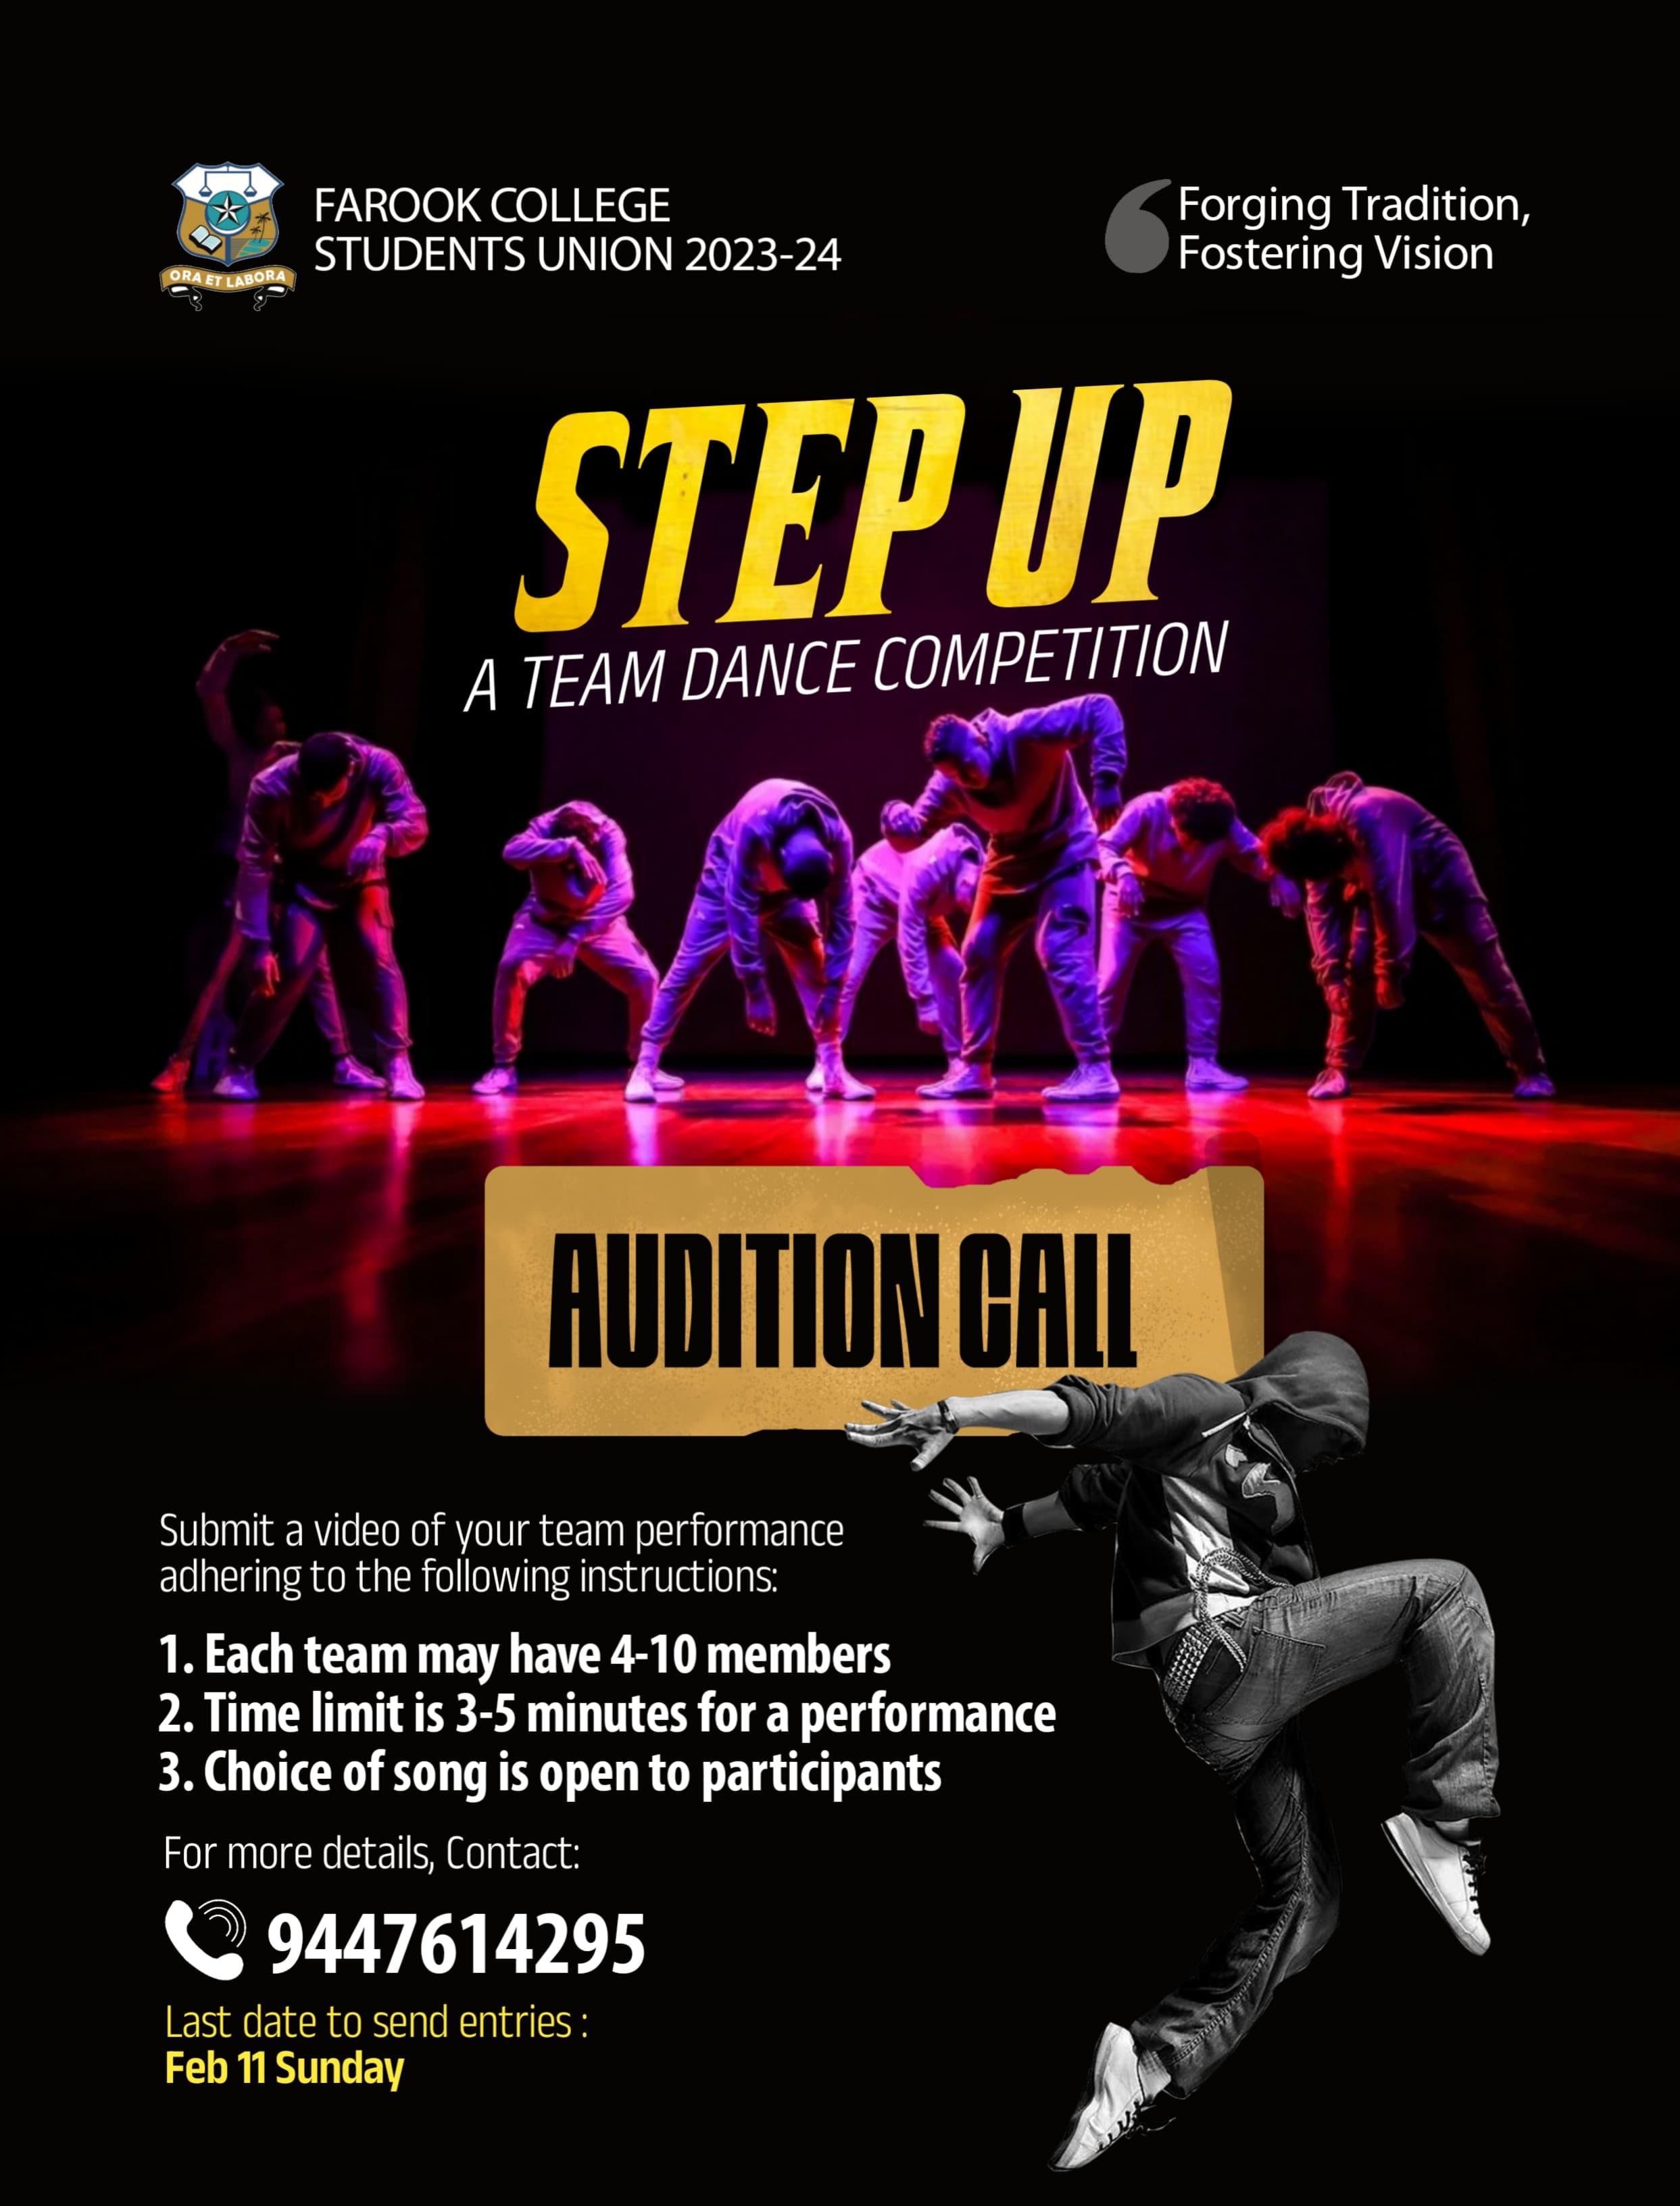 ORA ET LABORA
FAROOK COLLEGE
STUDENTS UNION 2023-24
Forging Tradition,
Fostering Vision
STEP UP
A TEAM DANCE COMPETITION
AUDITION CALL
Submit a video of your team performance
adhering to the following instructions:
1. Each team may have 4-10 members
2. Time limit is 3-5 minutes for a performance
3. Choice of song is open to participants
For more details, Contact:
9447614295
Last date to send entries :
Feb 11 Sunday